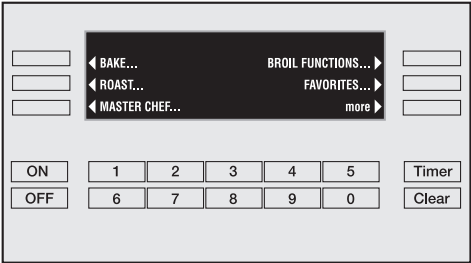 BAKE... BROIL FUNCTIONS...
ROAST... FAVORITES...
MASTER CHEF... more
ON 1 2 3 4 5 Timer
OFF 6 7 8 9 0 Clear